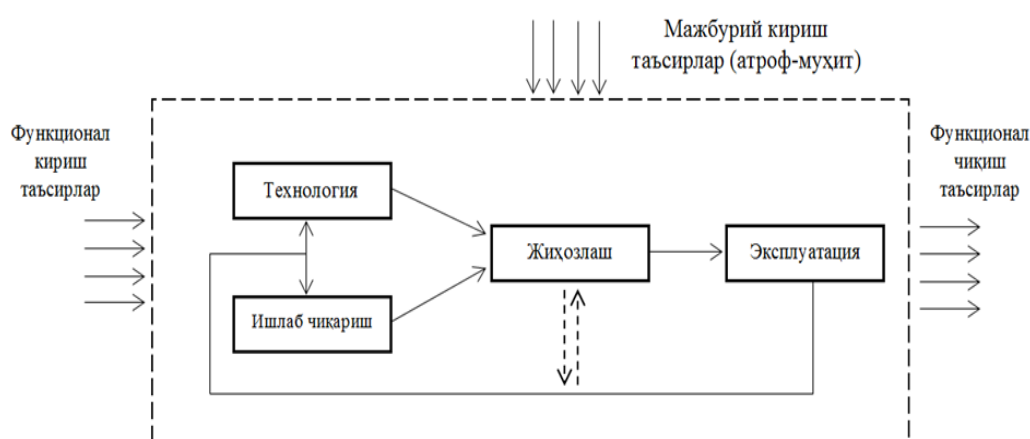 Мажбурий кириш
таъсирлар (атроф-муҳит)
Функционал
кириш
таъсирлар
Функционал
чиқиш
таъсирлар
Технология
Жиҳозлаш
Эксплуатация
Ишлаб чиқариш